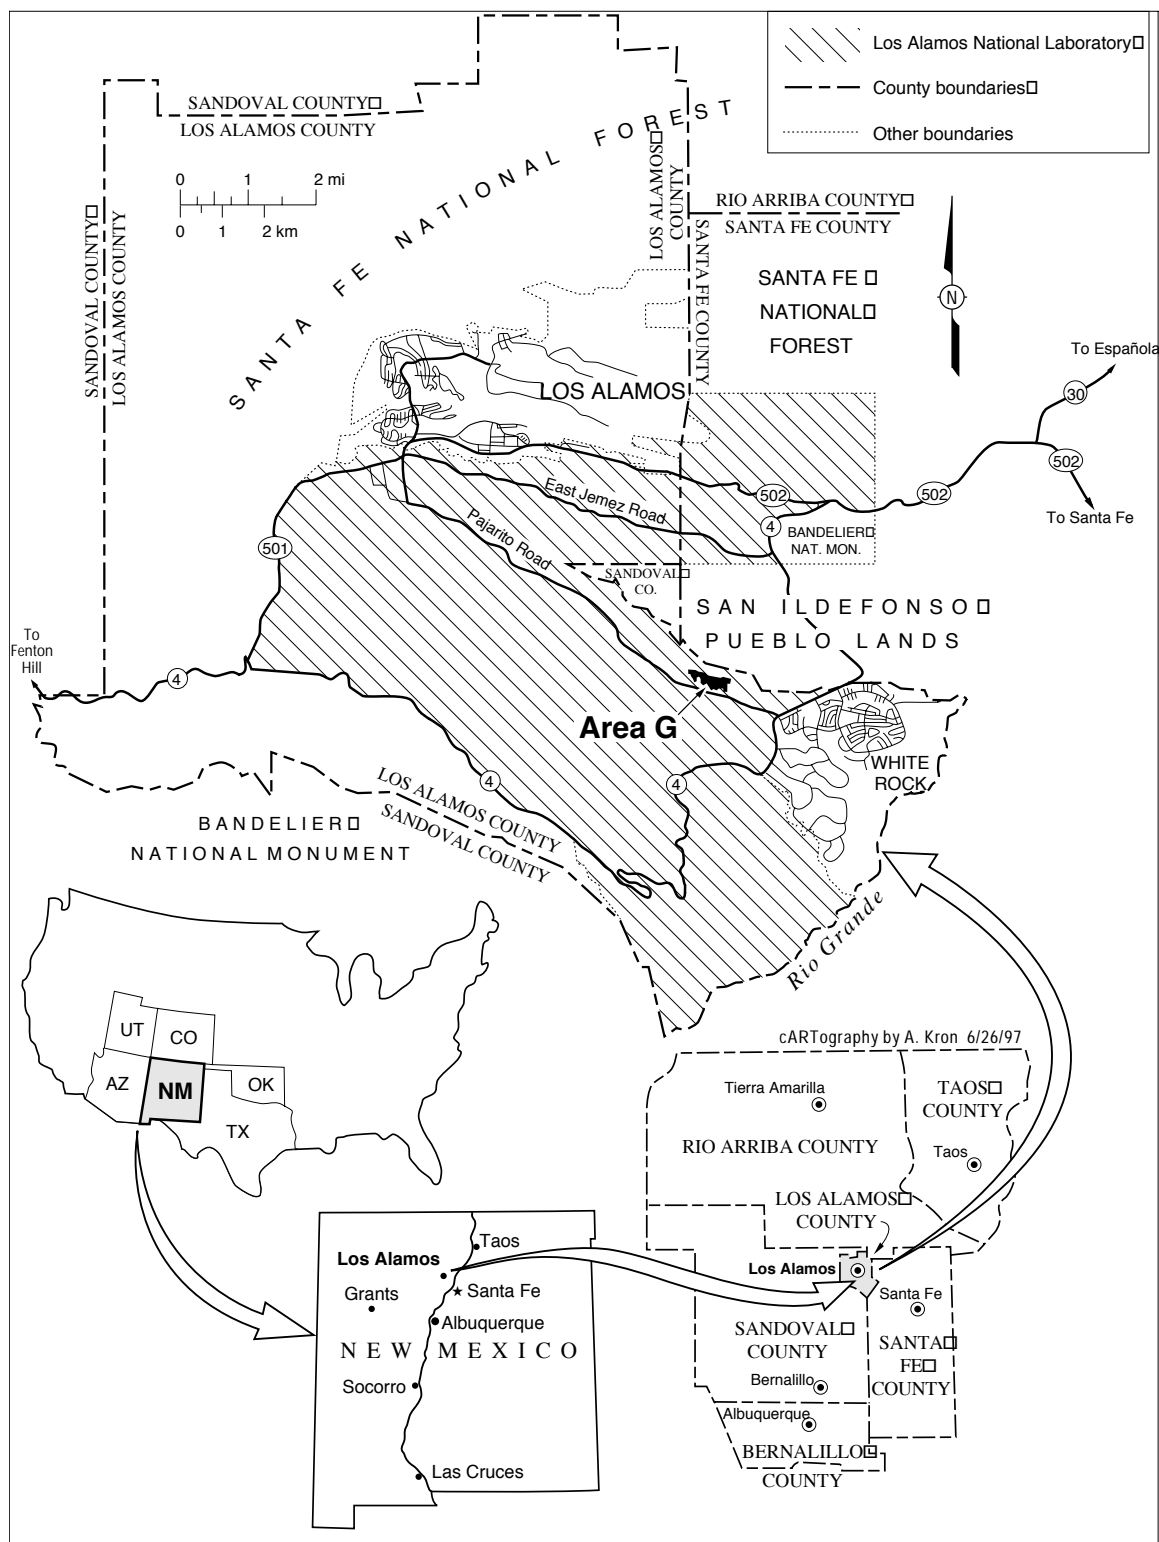 Los Alamos National Laboratory□
County boundaries□
Other boundaries
SANDOVAL COUNTY□
LOS ALAMOS COUNTY
0 1 2 mi
0 1 2 km
SANDOVAL COUNTY□
LOS ALAMOS COUNTY
SANTA FE NATIONAL FOREST
LOS ALAMOS□
COUNTY
SANTA FE COUNTY
RIO ARRIBA COUNTY□
SANTA FE COUNTY
SANTA FE □
NATIONAL□
FOREST
N
To Española
30
502
To Santa Fe
LOS ALAMOS
502
502
East Jemez Road
4
BANDELIER□
NAT. MON.
Pajarito Road
501
SANDOVAL□
CO.
SAN ILDEFONSO□
PUEBLO LANDS
To
Fenton
Hill
4
Area G
WHITE
ROCK
4
4
LOS ALAMOS COUNTY
SANDOVAL COUNTY
BANDELIER□
NATIONAL MONUMENT
Rio Grande
cARTography by A. Kron 6/26/97
UT
CO
AZ
NM
OK
TX
Tierra Amarilla
TAOS□
COUNTY
RIO ARRIBA COUNTY
Taos
LOS ALAMOS□
COUNTY
Los Alamos
Santa Fe
SANDOVAL□
COUNTY
SANTA□
FE□
COUNTY
Bernalillo
Albuquerque
BERNALILLO□
COUNTY
Taos
Los Alamos
Santa Fe
Grants
Albuquerque
NEW MEXICO
Socorro
Las Cruces